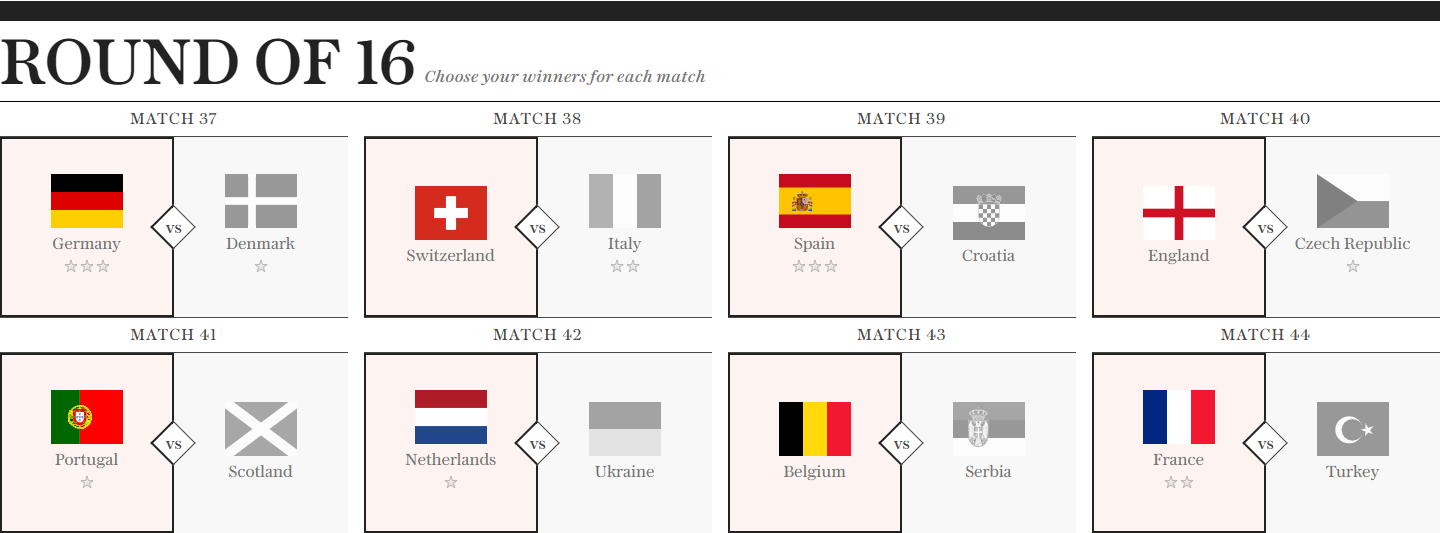 ROUND OF 16 Choose your winners for each match
MATCH 37
MATCH 38
MATCH 39
MATCH 40
Germany
VS
Denmark
Switzerland
VS
Italy
Spain
VS
Croatia
England
VS
Czech Republic
MATCH 41
MATCH 42
MATCH 43
MATCH 44
Portugal
VS
Scotland
Netherlands
VS
Ukraine
Belgium
VS
Serbia
France
VS
Turkey